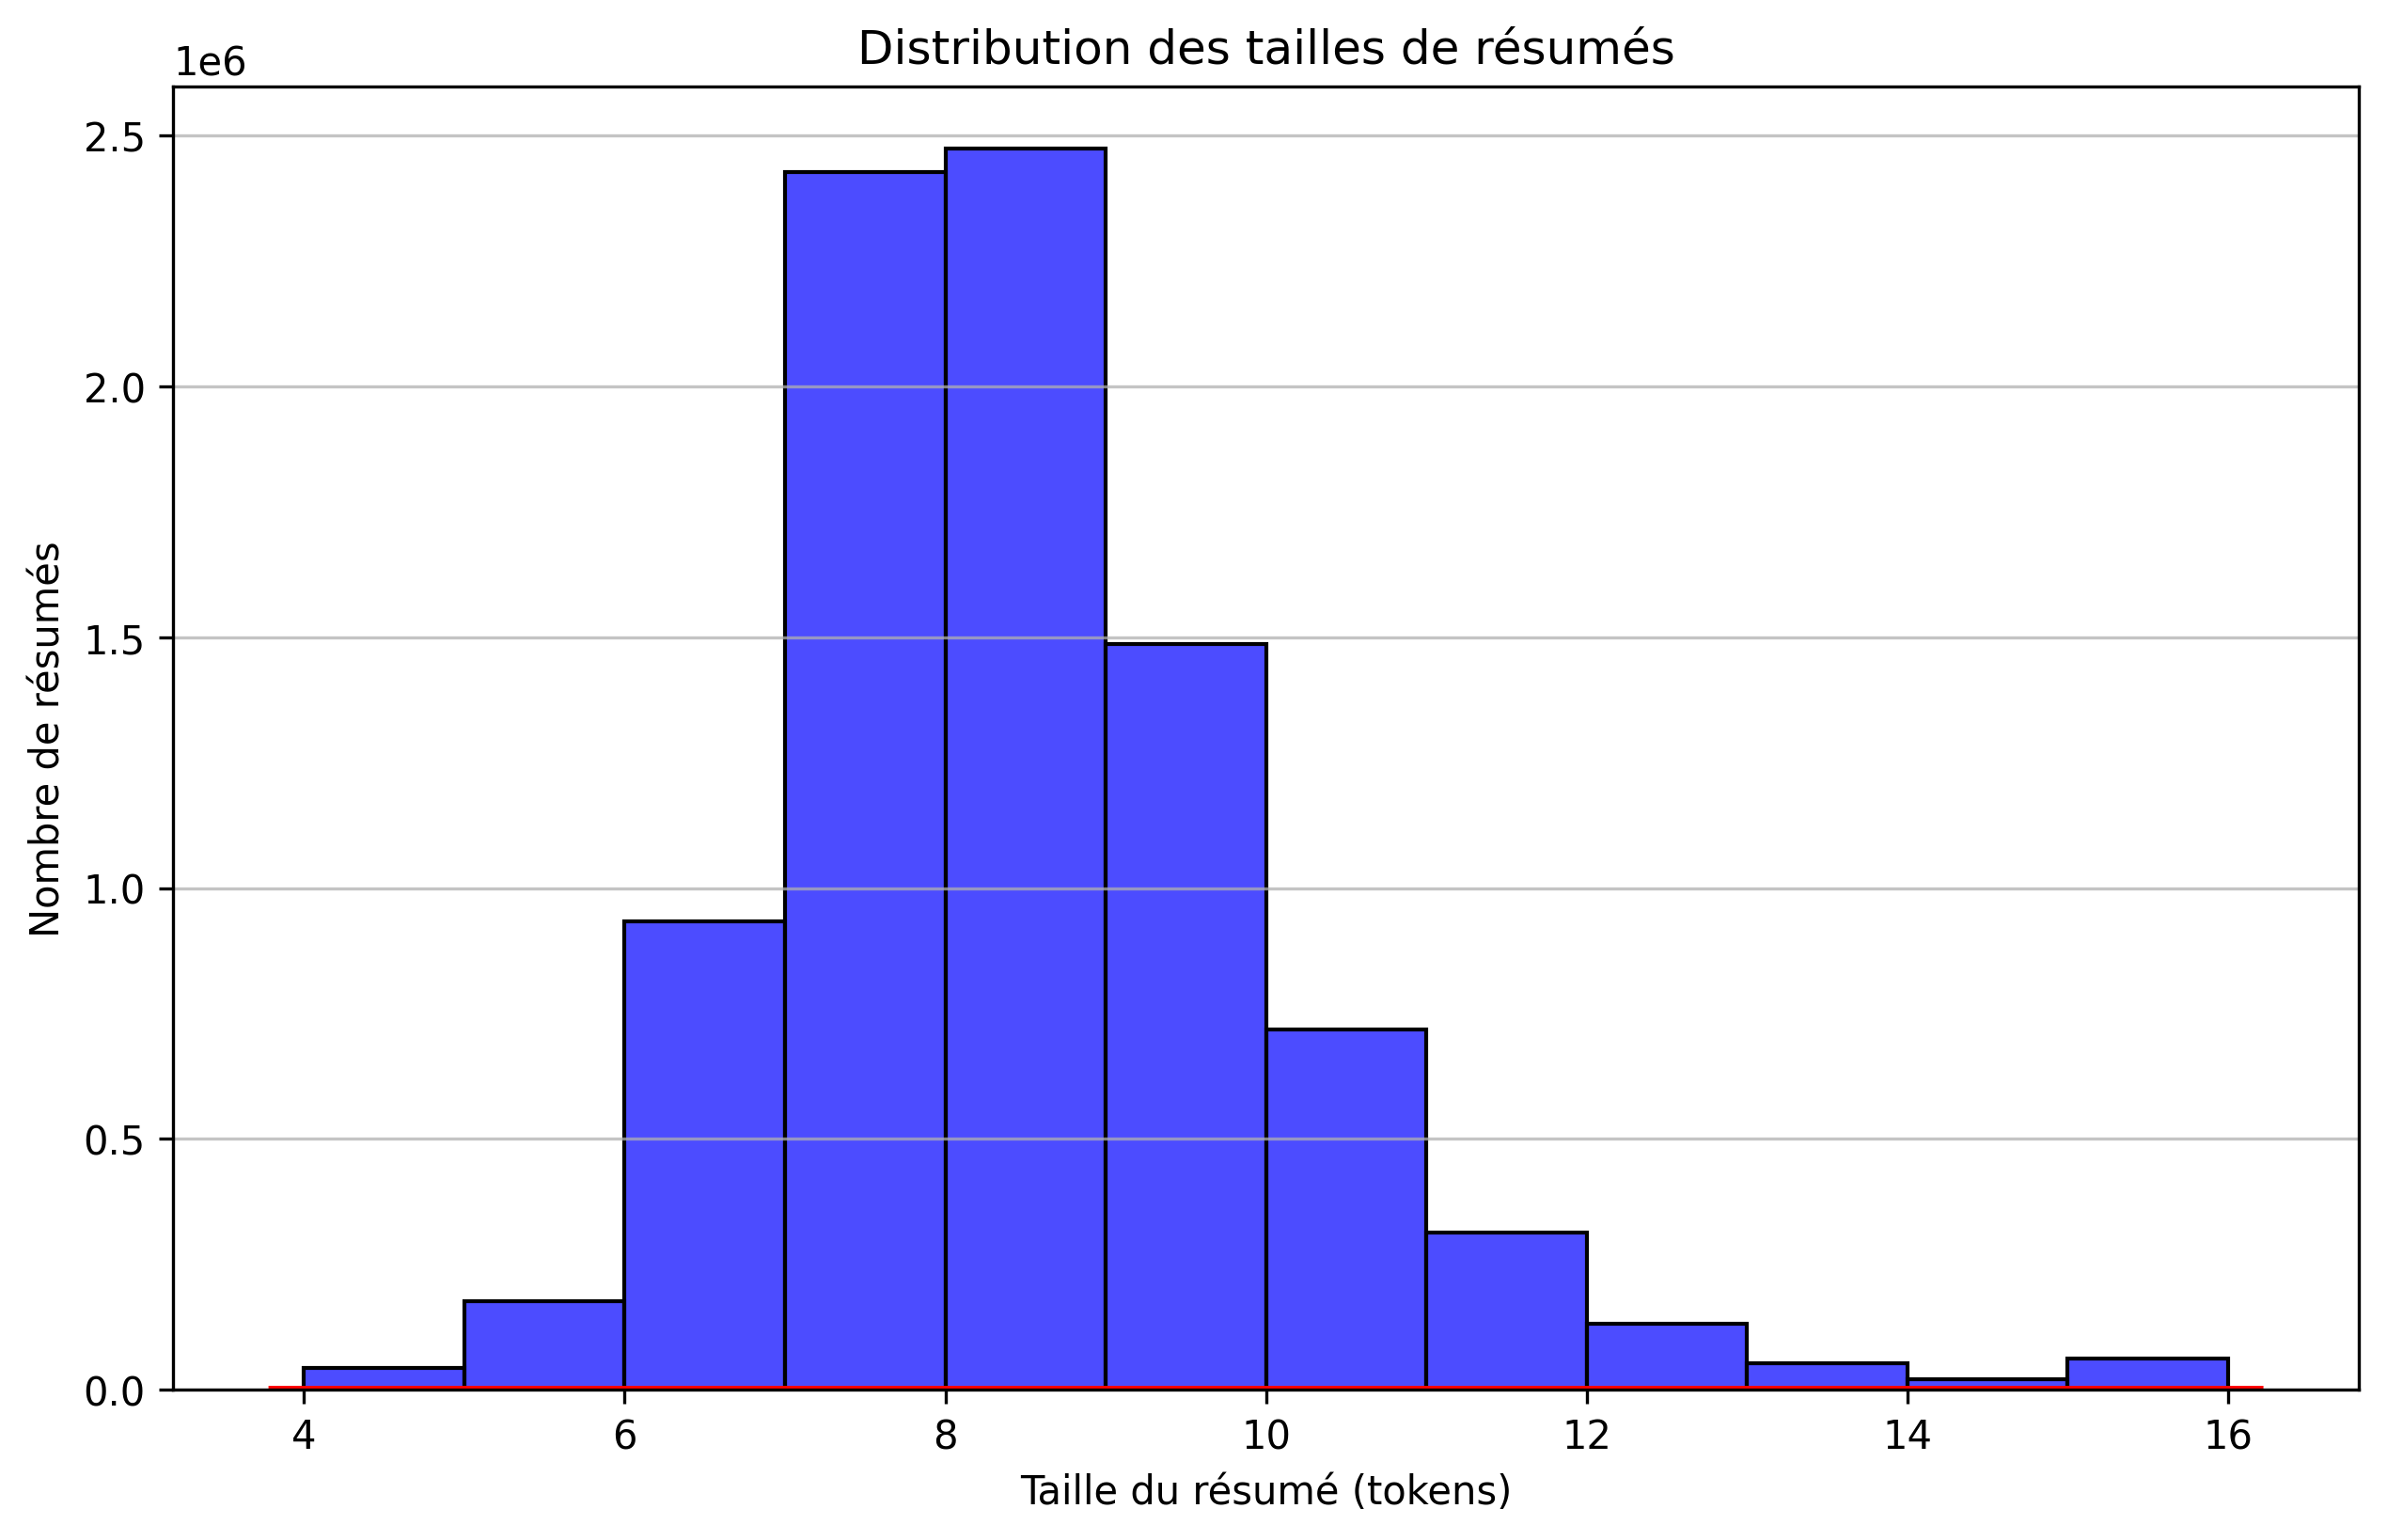 Distribution des tailles de résumés
1e6
2.5
2.0
1.5
1.0
0.5
0.0
Nombre de résumés
4 6 8 10 12 14 16
Taille du résumé (tokens)